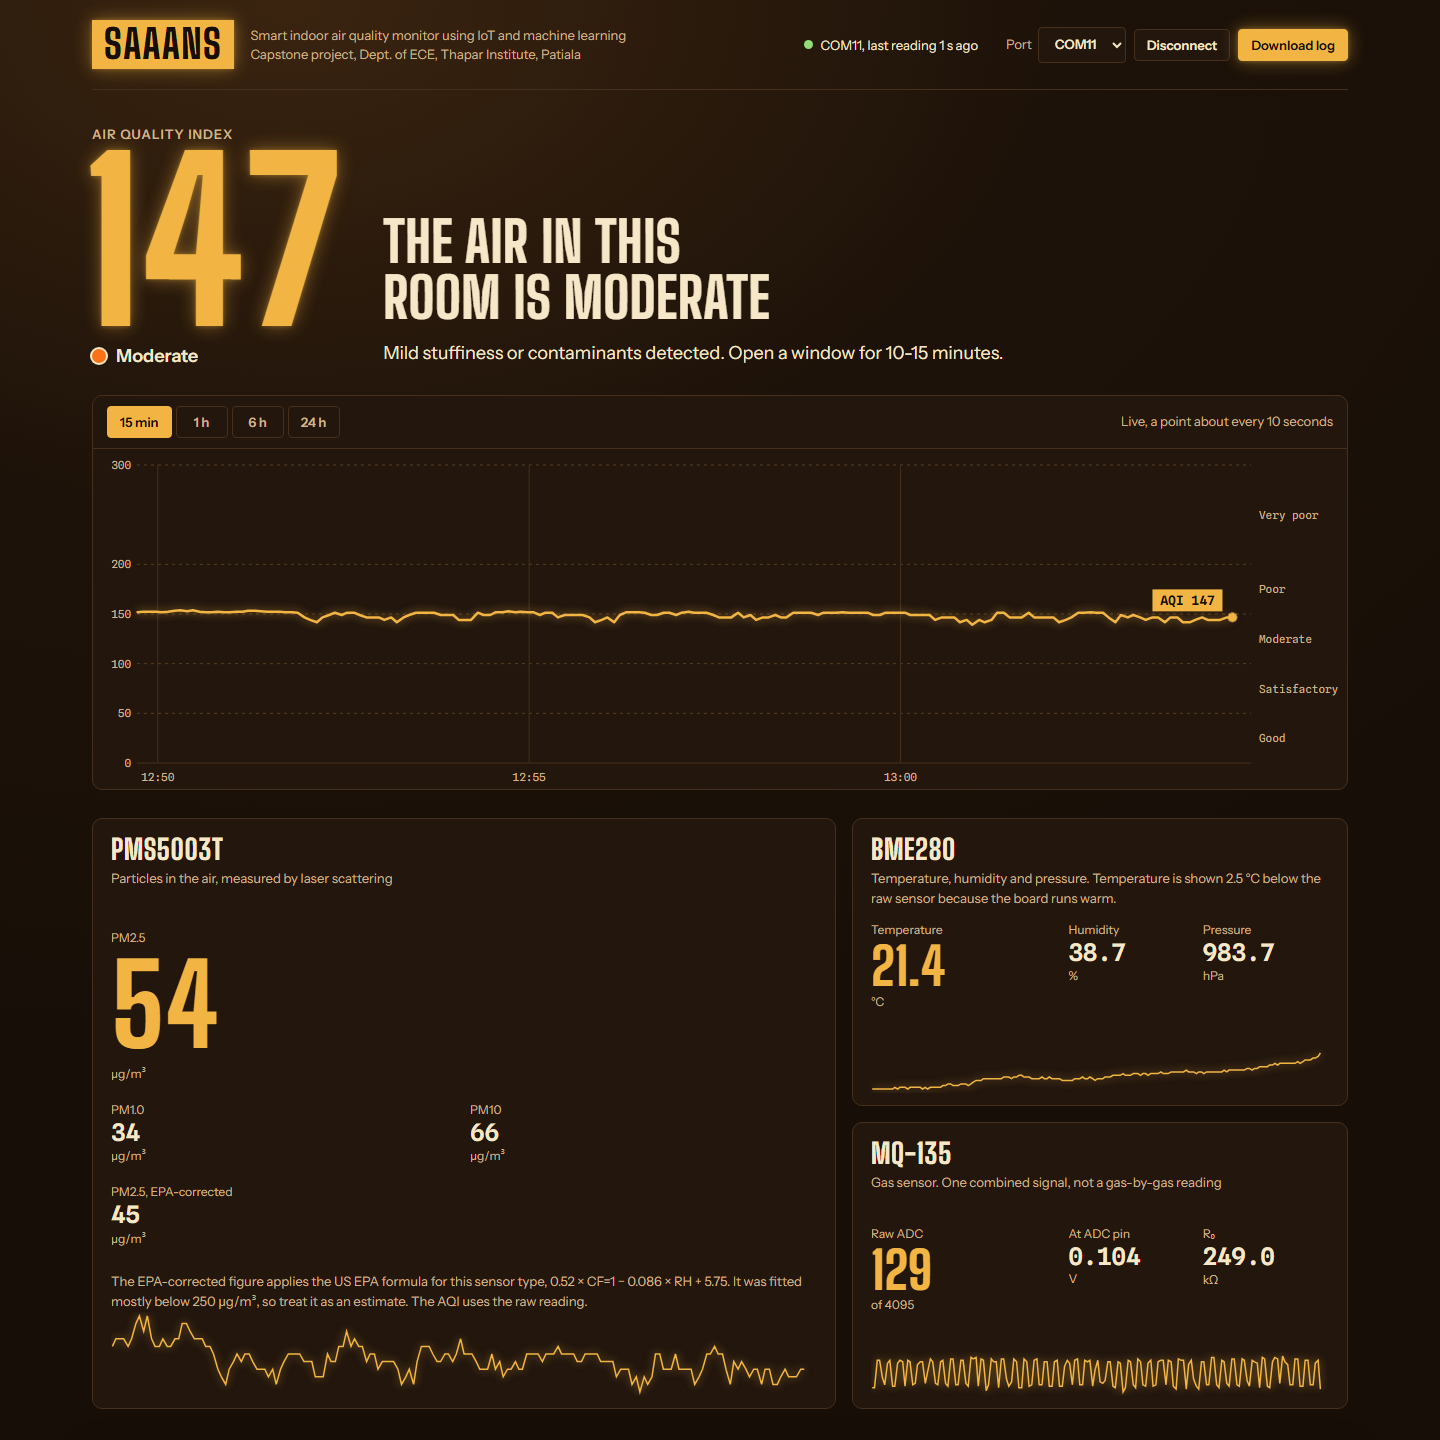 SAAANS
Smart indoor air quality monitor using IoT and machine learning
Capstone project, Dept. of ECE, Thapar Institute, Patiala
COM11, last reading 1 s ago
Port
COM11
Disconnect
Download log
AIR QUALITY INDEX
147
Moderate
THE AIR IN THIS
ROOM IS MODERATE
Mild stuffiness or contaminants detected. Open a window for 10-15 minutes.
15 min
1 h
6 h
24 h
Live, a point about every 10 seconds
300
200
150
100
50
0
12:50
12:55
13:00
AQI 147
Very poor
Poor
Moderate
Satisfactory
Good
PMS5003T
Particles in the air, measured by laser scattering
PM2.5
54
µg/m³
PM1.0
34
µg/m³
PM10
66
µg/m³
PM2.5, EPA-corrected
45
µg/m³
The EPA-corrected figure applies the US EPA formula for this sensor type, 0.52 × CF=1 − 0.086 × RH + 5.75. It was fitted
mostly below 250 µg/m³, so treat it as an estimate. The AQI uses the raw reading.
BME280
Temperature, humidity and pressure. Temperature is shown 2.5 °C below the
raw sensor because the board runs warm.
Temperature
21.4
°C
Humidity
38.7
%
Pressure
983.7
hPa
MQ-135
Gas sensor. One combined signal, not a gas-by-gas reading
Raw ADC
129
of 4095
At ADC pin
0.104
V
R₀
249.0
kΩ